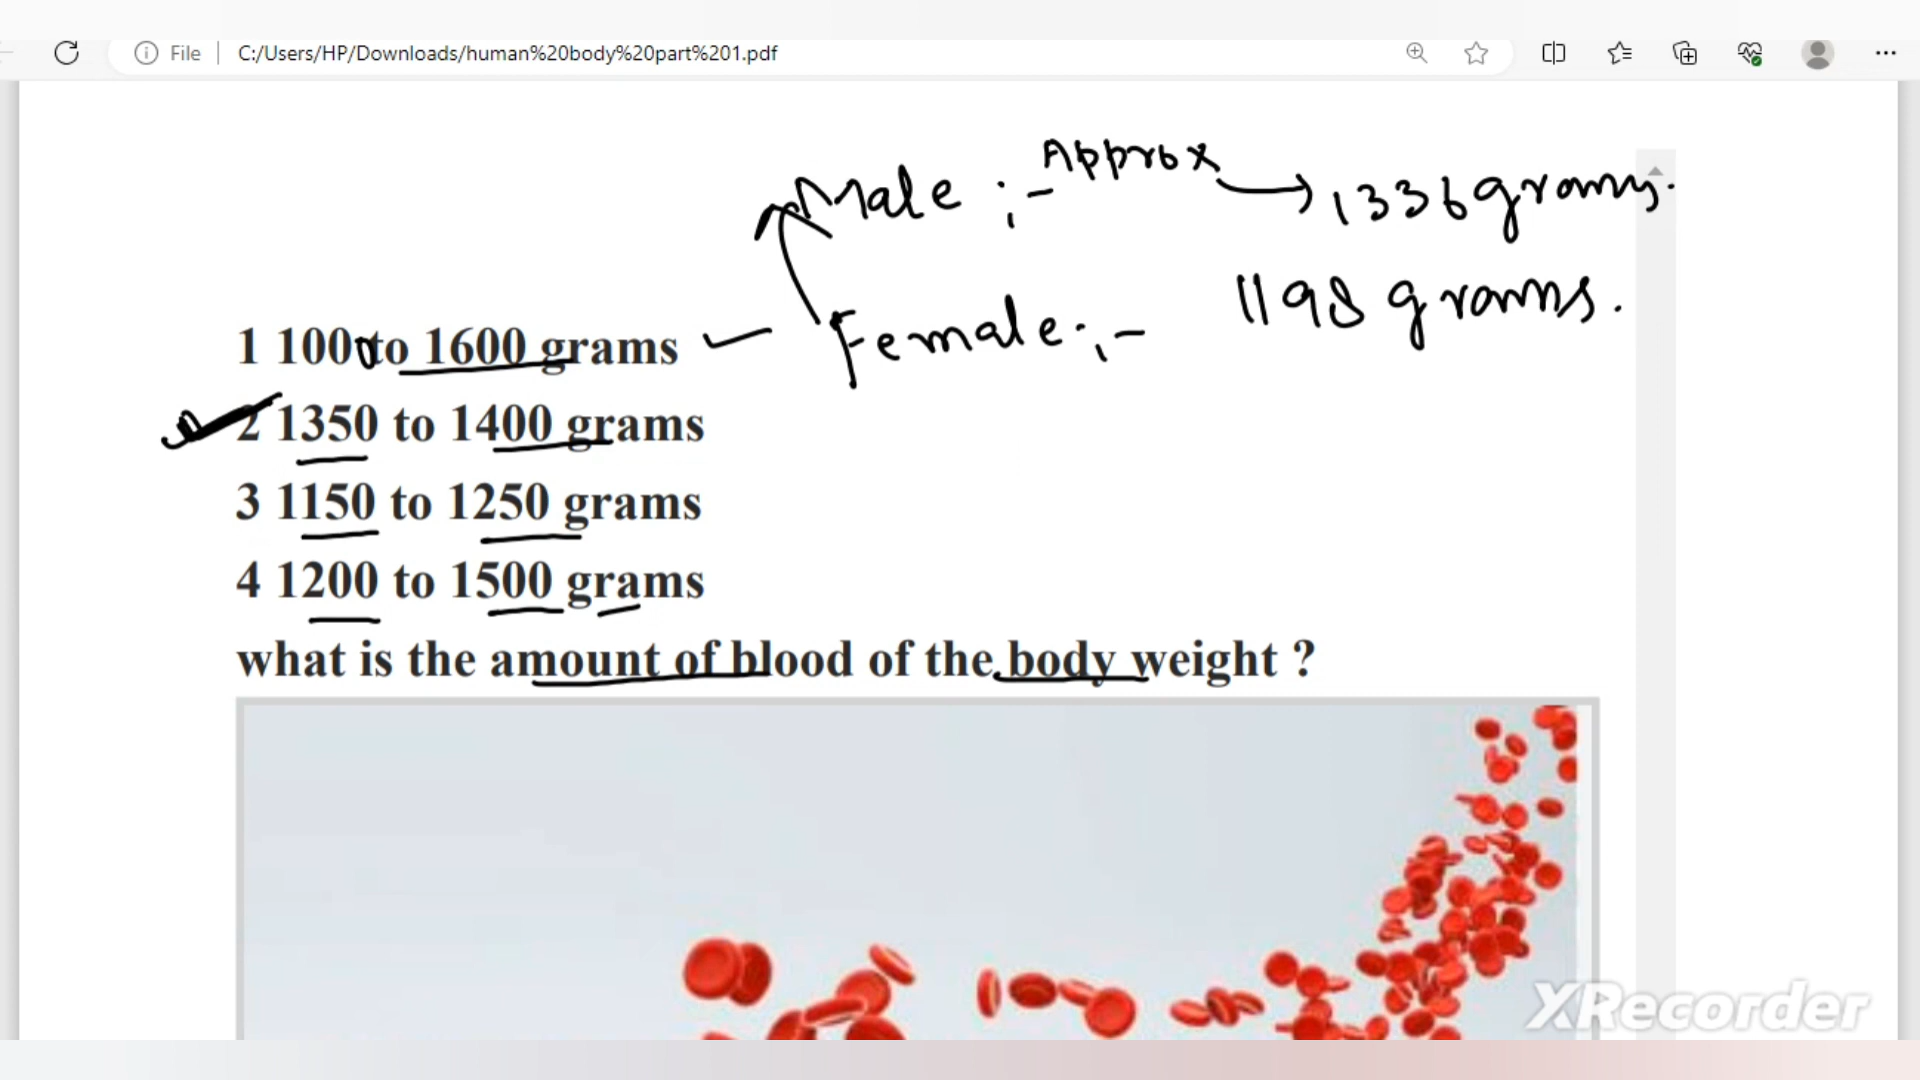 File C:/Users/HP/Downloads/human%20body%20part%201.pdf
Male :- Approx → 1336 grams.
Female :- 1198 grams.
1 1000 to 1600 grams
2 1350 to 1400 grams
3 1150 to 1250 grams
4 1200 to 1500 grams
what is the amount of blood of the body weight ?
XRecorder